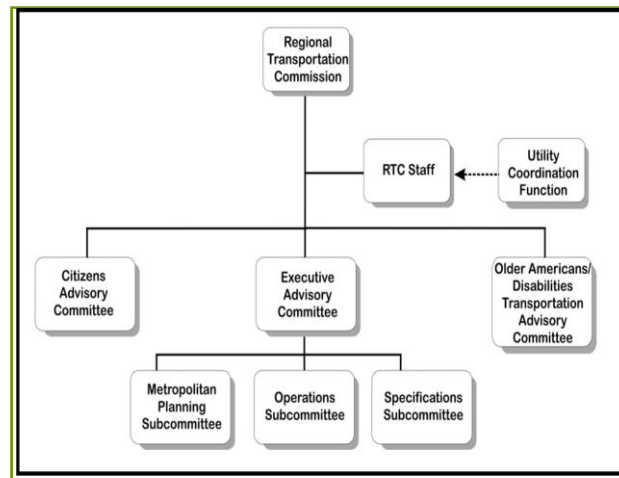 Regional
Transportation
Commission
RTC Staff
Utility
Coordination
Function
Citizens
Advisory
Committee
Executive
Advisory
Committee
Older Americans/
Disabilities
Transportation
Advisory
Committee
Metropolitan
Planning
Subcommittee
Operations
Subcommittee
Specifications
Subcommittee